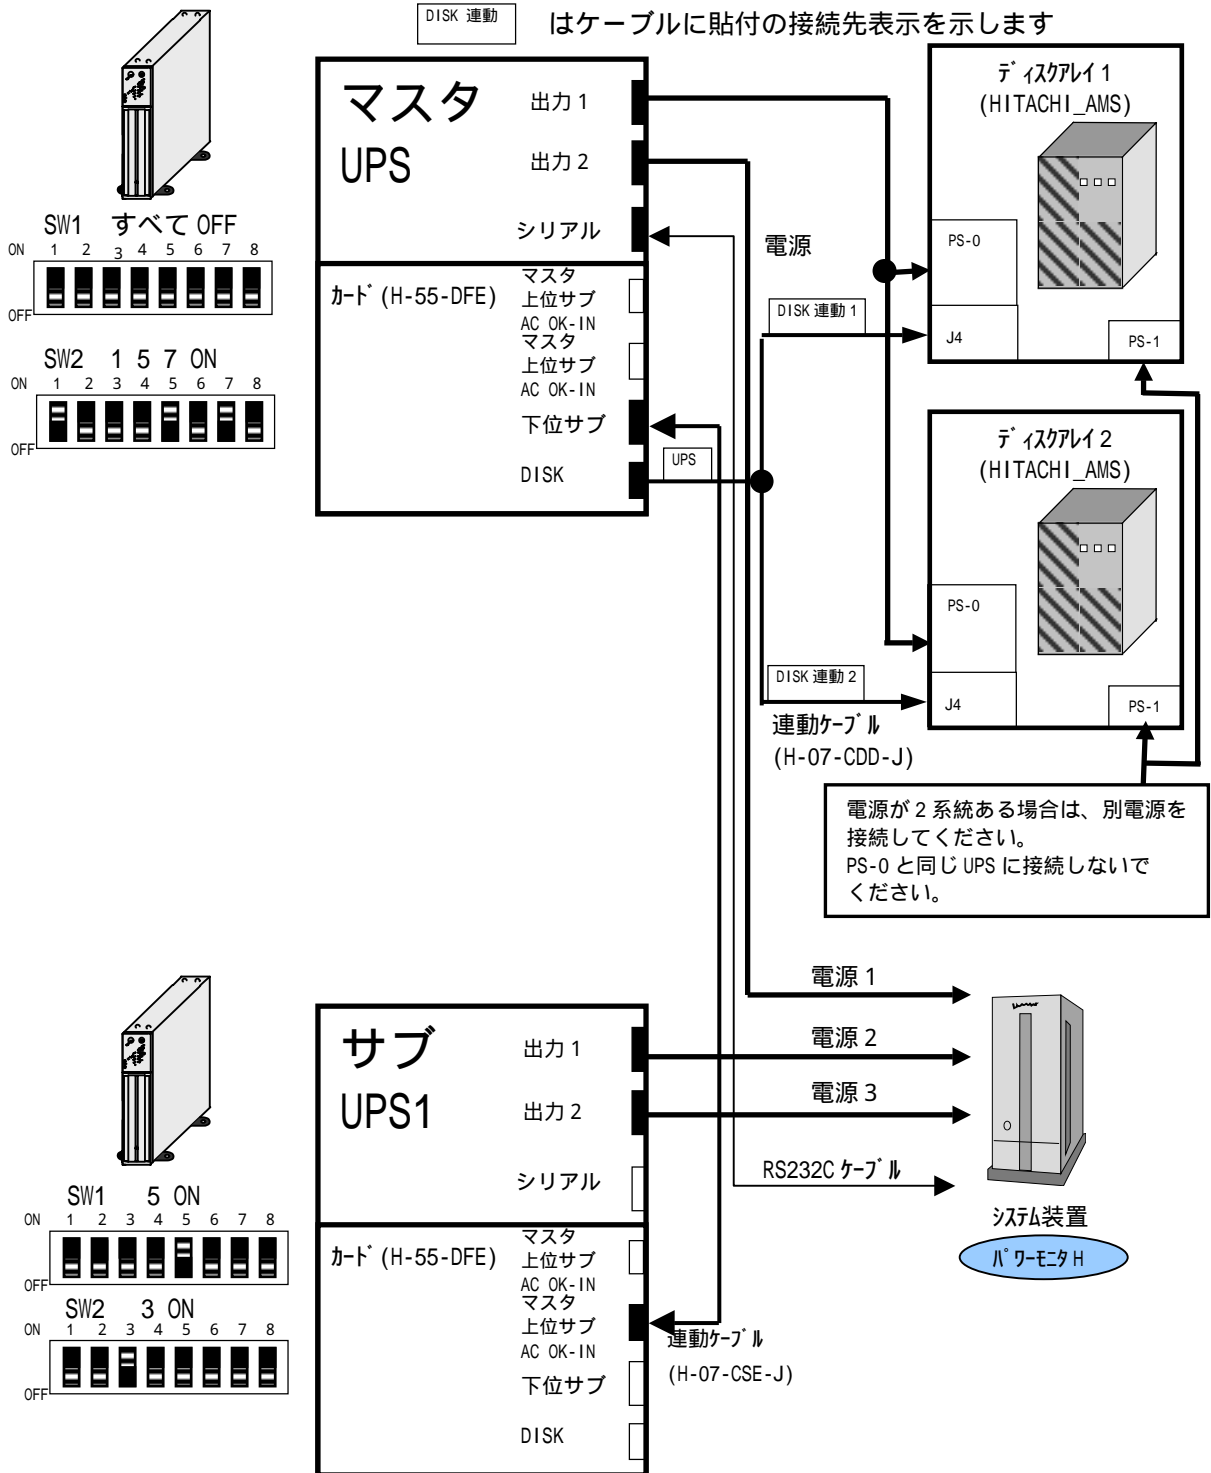 DISK 連動
はケーブルに貼付の接続先表示を示します
SW1 すべて OFF
ON 1 2 3 4 5 6 7 8
OFF
SW2 1 5 7 ON
ON 1 2 3 4 5 6 7 8
OFF
マスタ
UPS
出力 1
出力 2
シリアル
ｶｰﾄﾞ(H-55-DFE)
マスタ
上位サブ
AC OK-IN
マスタ
上位サブ
AC OK-IN
下位サブ
DISK
UPS
電源
DISK 連動 1
ﾃﾞｨｽｸｱﾚｲ 1
(HITACHI_AMS)
PS-0
J4
PS-1
ﾃﾞｨｽｸｱﾚｲ 2
(HITACHI_AMS)
PS-0
J4
PS-1
DISK 連動 2
連動ｹｰﾌﾞﾙ
(H-07-CDD-J)
電源が 2 系統ある場合は、別電源を
接続してください。
PS-0 と同じ UPS に接続しないで
ください。
電源 1
電源 2
電源 3
RS232C ｹｰﾌﾞﾙ
ｼｽﾃﾑ装置
ﾊﾟﾜｰﾓﾆﾀ H
サブ
UPS1
出力 1
出力 2
シリアル
ｶｰﾄﾞ(H-55-DFE)
マスタ
上位サブ
AC OK-IN
マスタ
上位サブ
AC OK-IN
下位サブ
DISK
連動ｹｰﾌﾞﾙ
(H-07-CSE-J)
SW1 5 ON
ON 1 2 3 4 5 6 7 8
OFF
SW2 3 ON
ON 1 2 3 4 5 6 7 8
OFF